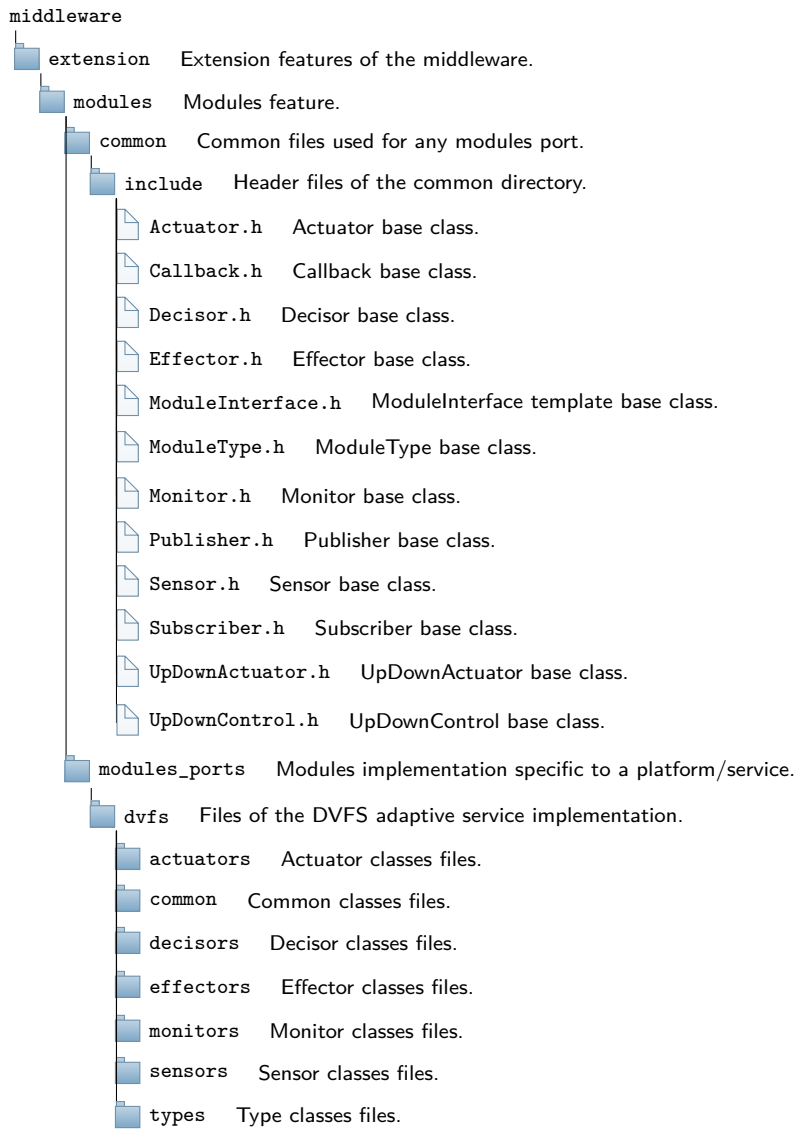 middleware
extension Extension features of the middleware.
modules Modules feature.
common Common files used for any modules port.
include Header files of the common directory.
Actuator.h Actuator base class.
Callback.h Callback base class.
Decisor.h Decisor base class.
Effector.h Effector base class.
ModuleInterface.h ModuleInterface template base class.
ModuleType.h ModuleType base class.
Monitor.h Monitor base class.
Publisher.h Publisher base class.
Sensor.h Sensor base class.
Subscriber.h Subscriber base class.
UpDownActuator.h UpDownActuator base class.
UpDownControl.h UpDownControl base class.
modules_ports Modules implementation specific to a platform/service.
dvfs Files of the DVFS adaptive service implementation.
actuators Actuator classes files.
common Common classes files.
decisors Decisor classes files.
effectors Effector classes files.
monitors Monitor classes files.
sensors Sensor classes files.
types Type classes files.